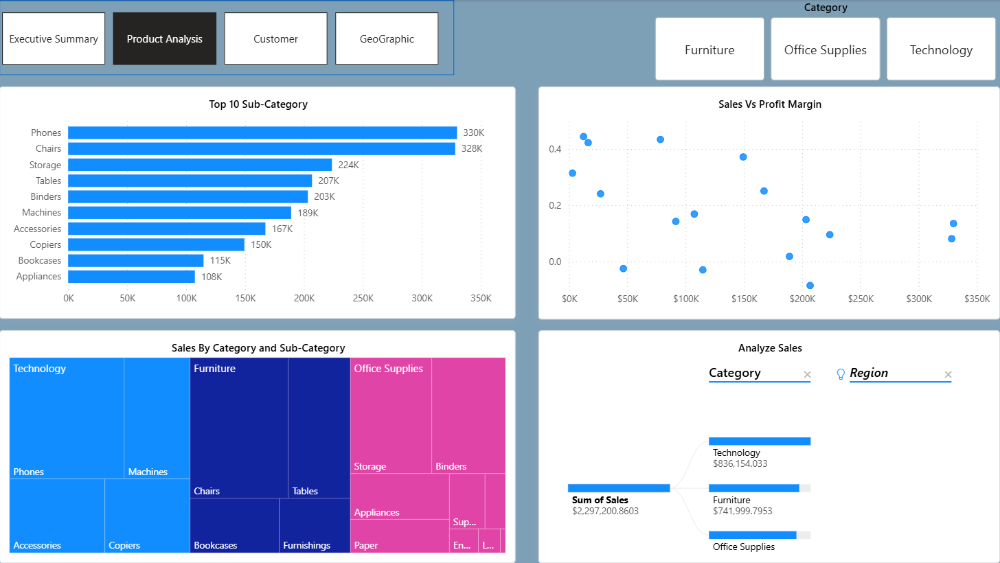 Executive Summary
Product Analysis
Customer
GeoGraphic
Category
Furniture
Office Supplies
Technology
Top 10 Sub-Category
Phones 330K
Chairs 328K
Storage 224K
Tables 207K
Binders 203K
Machines 189K
Accessories 167K
Copiers 150K
Bookcases 115K
Appliances 108K
0K 50K 100K 150K 200K 250K 300K 350K
Sales Vs Profit Margin
0.4
0.2
0.0
$0K $50K $100K $150K $200K $250K $300K $350K
Sales By Category and Sub-Category
Technology
Phones
Machines
Accessories
Copiers
Furniture
Chairs
Tables
Bookcases
Furnishings
Office Supplies
Storage
Binders
Appliances
Sup...
Paper
En...
L...
Analyze Sales
Category
Region
Sum of Sales
$2,297,200.8603
Technology
$836,154.033
Furniture
$741,999.7953
Office Supplies